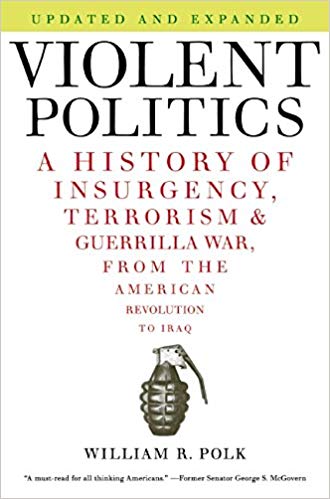 UPDATED AND EXPANDED
VIOLENT
POLITICS
A HISTORY OF
INSURGENCY,
TERRORISM &
GUERRILLA WAR,
FROM THE
AMERICAN
REVOLUTION
TO IRAQ
WILLIAM R. POLK
"A must-read for all thinking Americans." —Former Senator George S. McGovern